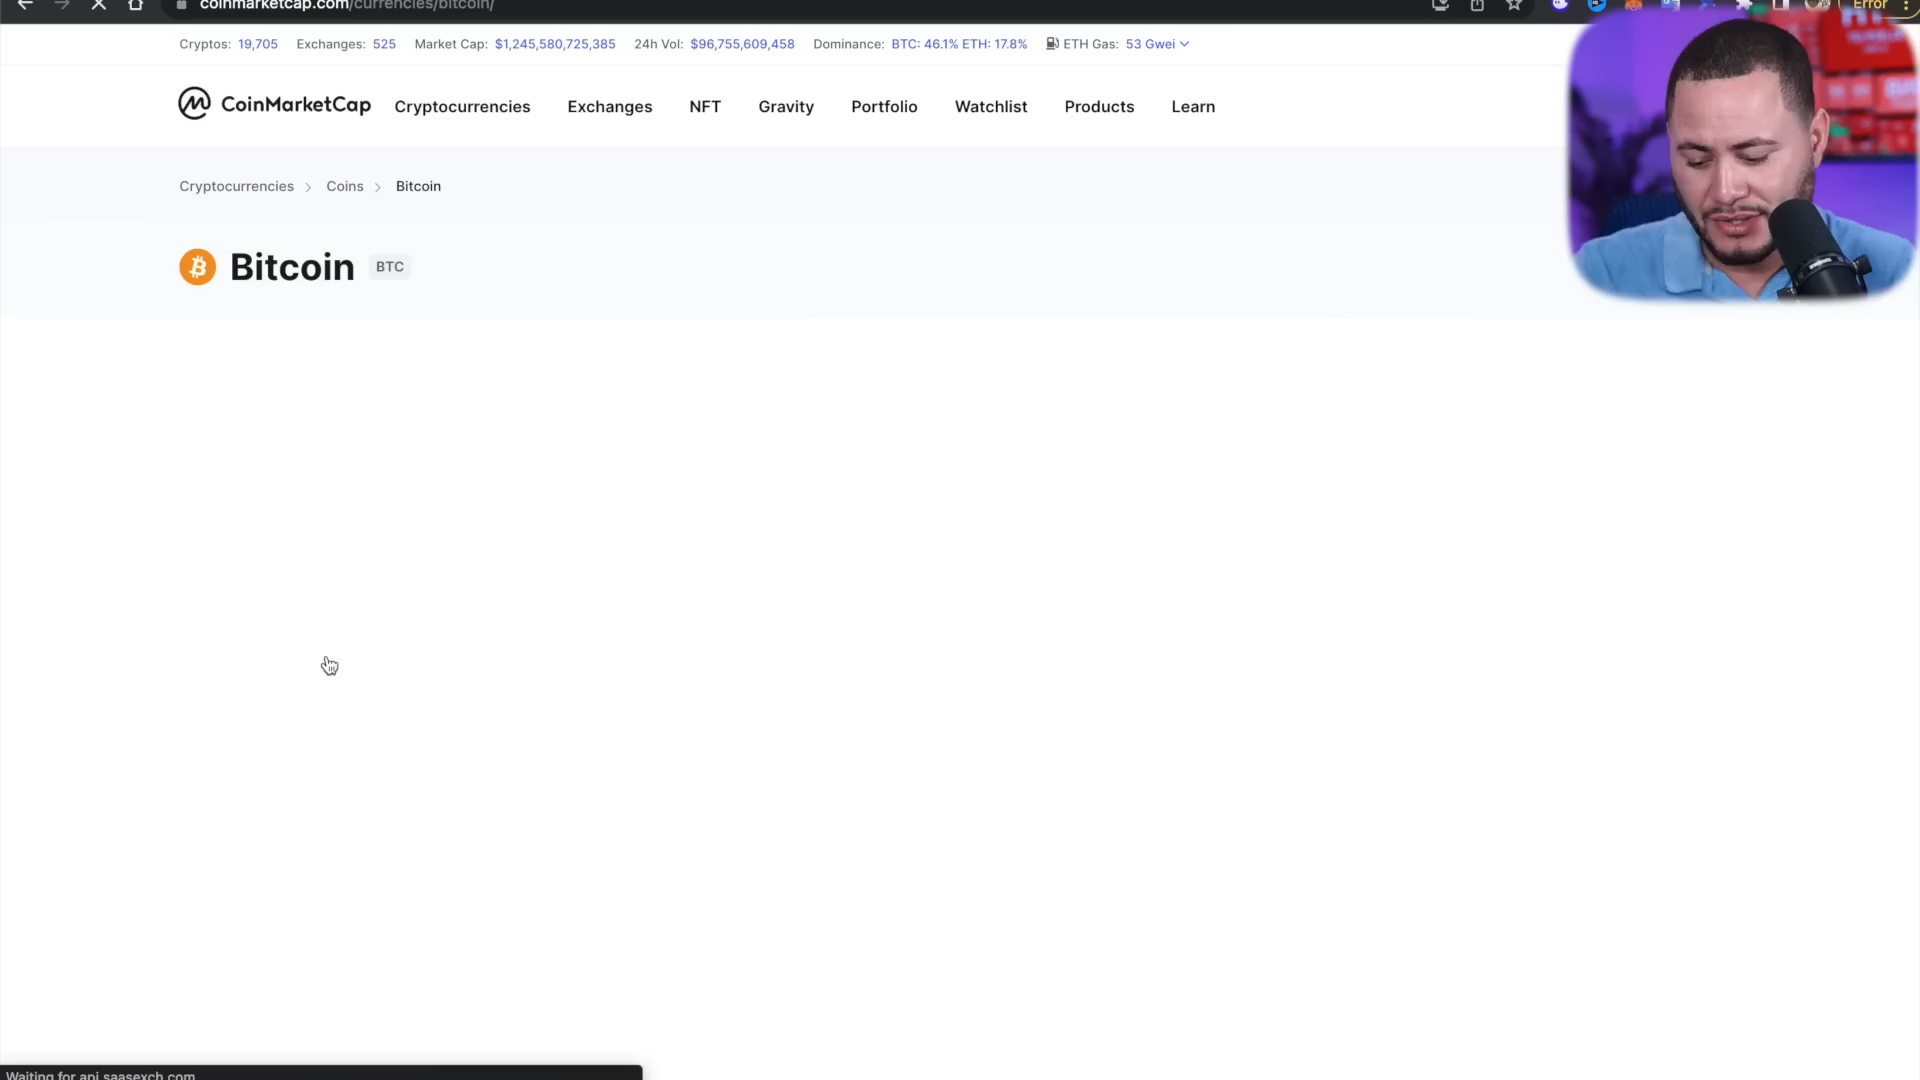 coinmarketcap.com/currencies/bitcoin/
Error
Cryptos: 19,705 Exchanges: 525 Market Cap: $1,245,580,725,385 24h Vol: $96,755,609,458 Dominance: BTC: 46.1% ETH: 17.8% ETH Gas: 53 Gwei
CoinMarketCap Cryptocurrencies Exchanges NFT Gravity Portfolio Watchlist Products Learn
Cryptocurrencies > Coins > Bitcoin
Bitcoin BTC
Waiting for api.saasexch.com